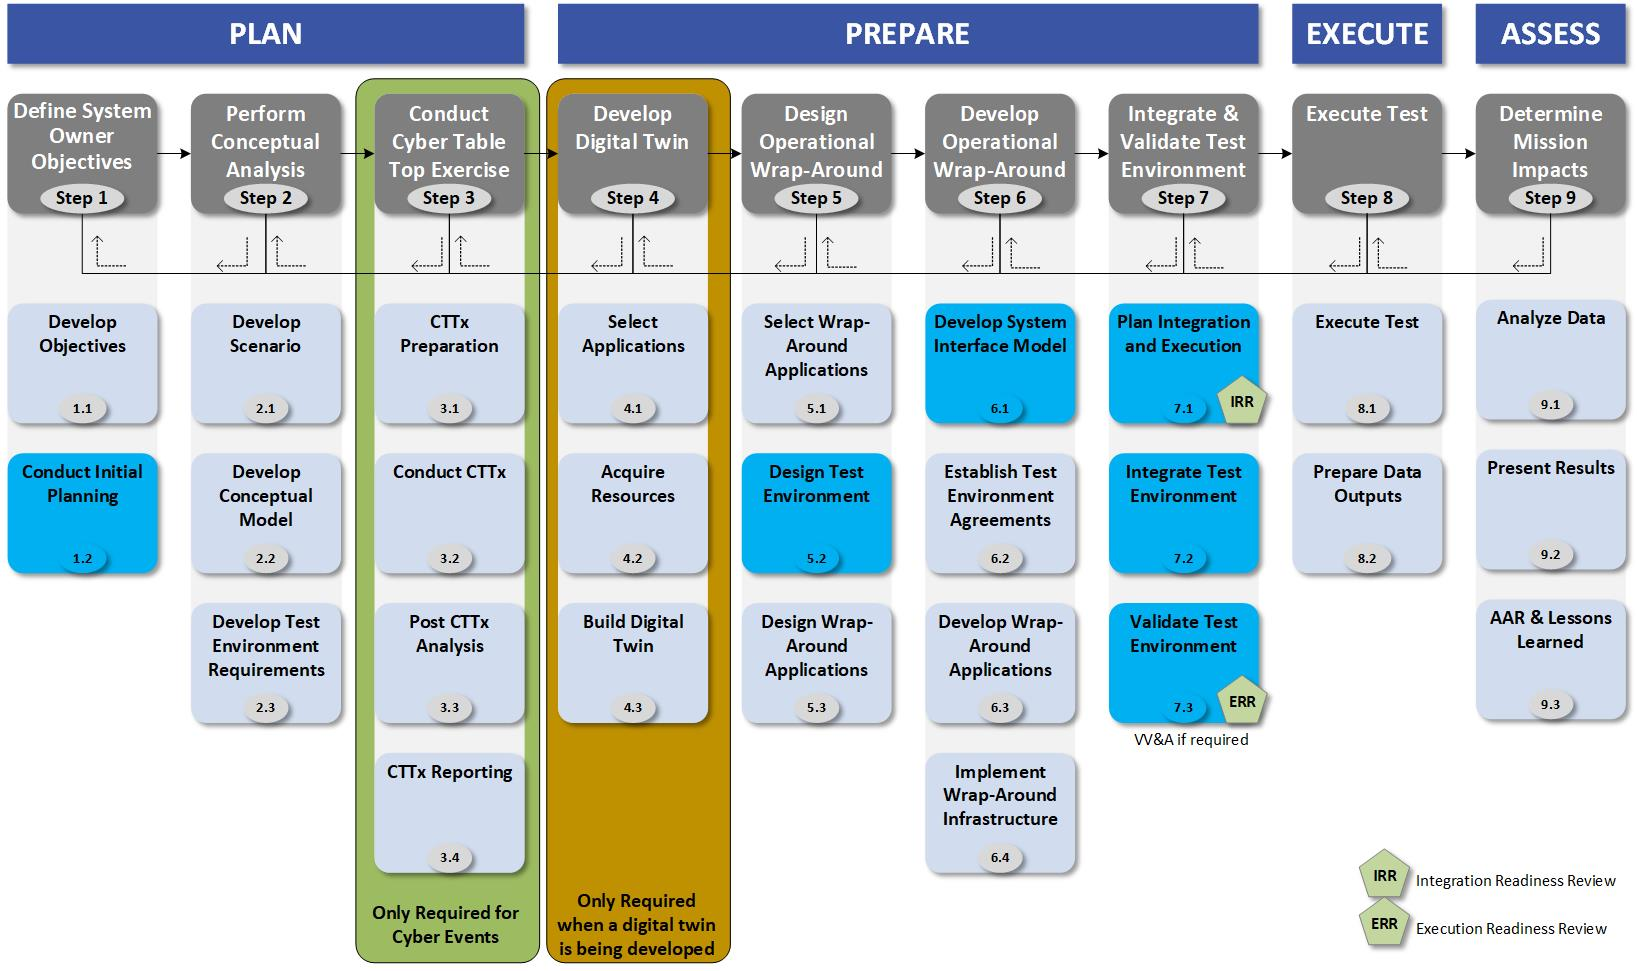 PLAN
PREPARE
EXECUTE
ASSESS
Define System
Owner
Objectives
Step 1
Perform
Conceptual
Analysis
Step 2
Conduct
Cyber Table
Top Exercise
Step 3
Develop
Digital Twin
Step 4
Design
Operational
Wrap-Around
Step 5
Develop
Operational
Wrap-Around
Step 6
Integrate &
Validate Test
Environment
Step 7
Execute Test
Step 8
Determine
Mission
Impacts
Step 9
Develop
Objectives
1.1
Conduct Initial
Planning
1.2
Develop
Scenario
2.1
Develop
Conceptual
Model
2.2
Develop Test
Environment
Requirements
2.3
CTTx
Preparation
3.1
Conduct CTTx
3.2
Post CTTx
Analysis
3.3
CTTx Reporting
3.4
Only Required for
Cyber Events
Select
Applications
4.1
Acquire
Resources
4.2
Build Digital
Twin
4.3
Only Required
when a digital twin
is being developed
Select Wrap-
Around
Applications
5.1
Design Test
Environment
5.2
Design Wrap-
Around
Applications
5.3
Develop System
Interface Model
6.1
Establish Test
Environment
Agreements
6.2
Develop Wrap-
Around
Applications
6.3
Implement
Wrap-Around
Infrastructure
6.4
Plan Integration
and Execution
7.1
IRR
Integrate Test
Environment
7.2
Validate Test
Environment
7.3
ERR
VV&A if required
Execute Test
8.1
Prepare Data
Outputs
8.2
Analyze Data
9.1
Present Results
9.2
AAR & Lessons
Learned
9.3
IRR
Integration Readiness Review
ERR
Execution Readiness Review